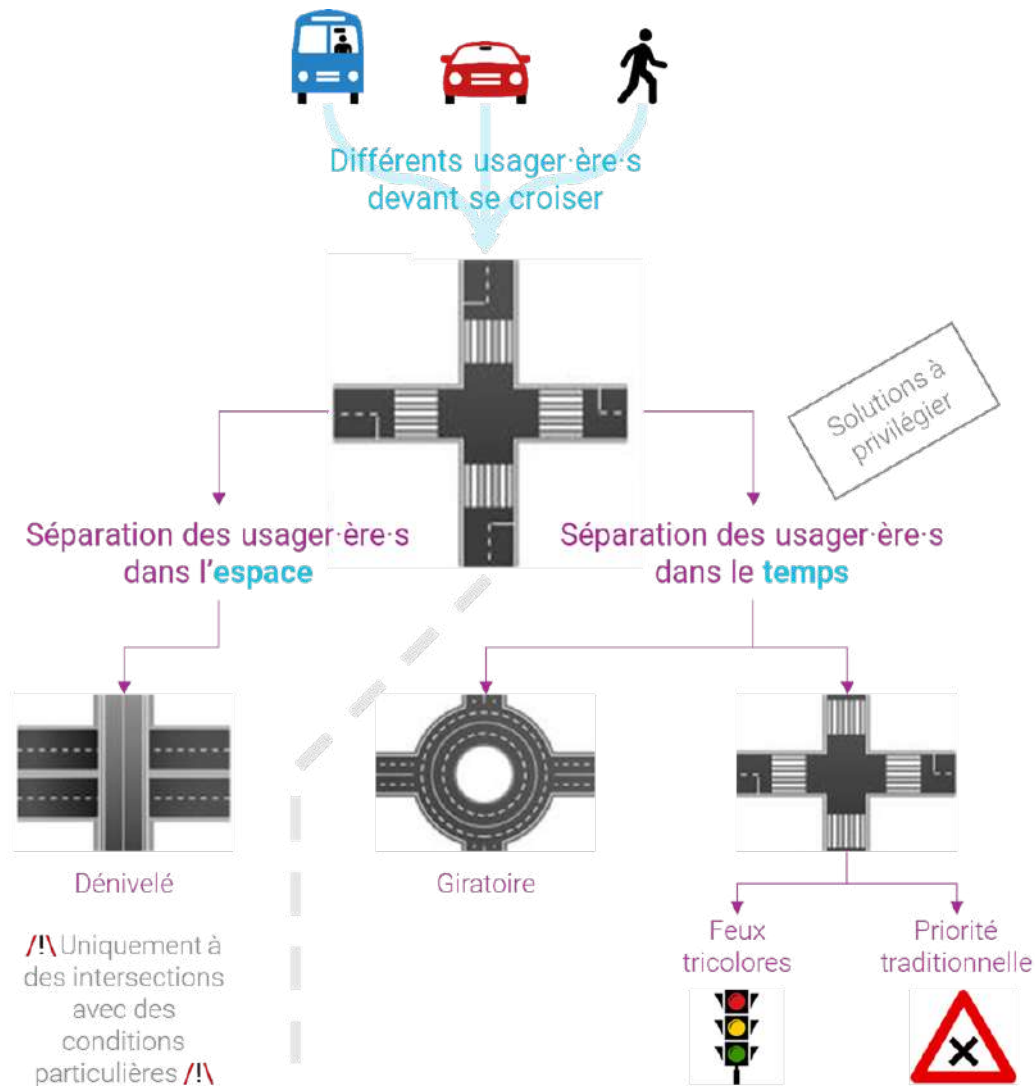 Différents usager·ère·s
devant se croiser
Solutions à
privilégier
Séparation des usager·ère·s
dans l'espace
Séparation des usager·ère·s
dans le temps
Dénivelé
Giratoire
/!\ Uniquement à
des intersections
avec des
conditions
particulières /!\
Feux
tricolores
Priorité
traditionnelle